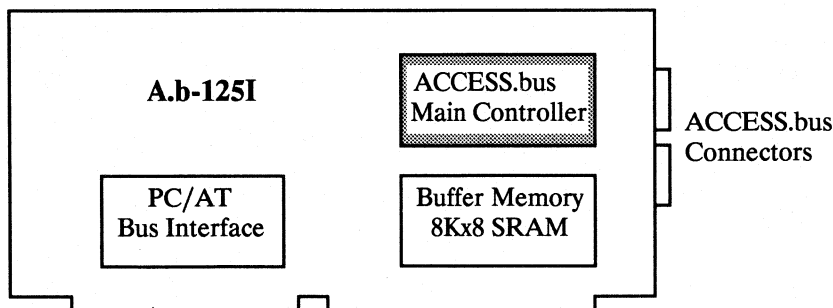 A.b-125I
ACCESS.bus
Main Controller
ACCESS.bus
Connectors
PC/AT
Bus Interface
Buffer Memory
8Kx8 SRAM